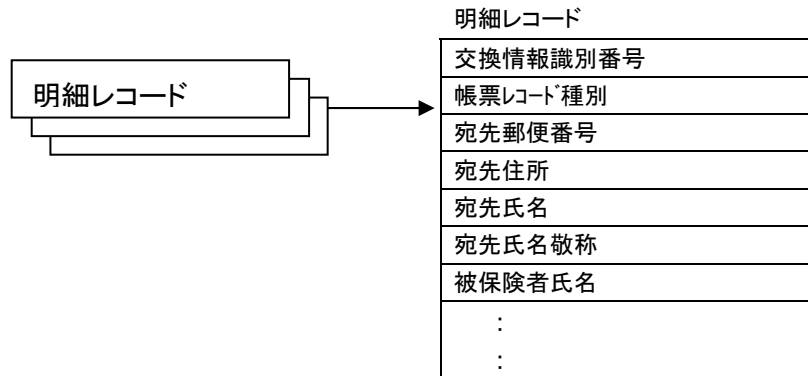 明細レコード
明細レコード
交換情報識別番号
帳票ﾚｺｰﾄﾞ種別
宛先郵便番号
宛先住所
宛先氏名
宛先氏名敬称
被保険者氏名
:
: